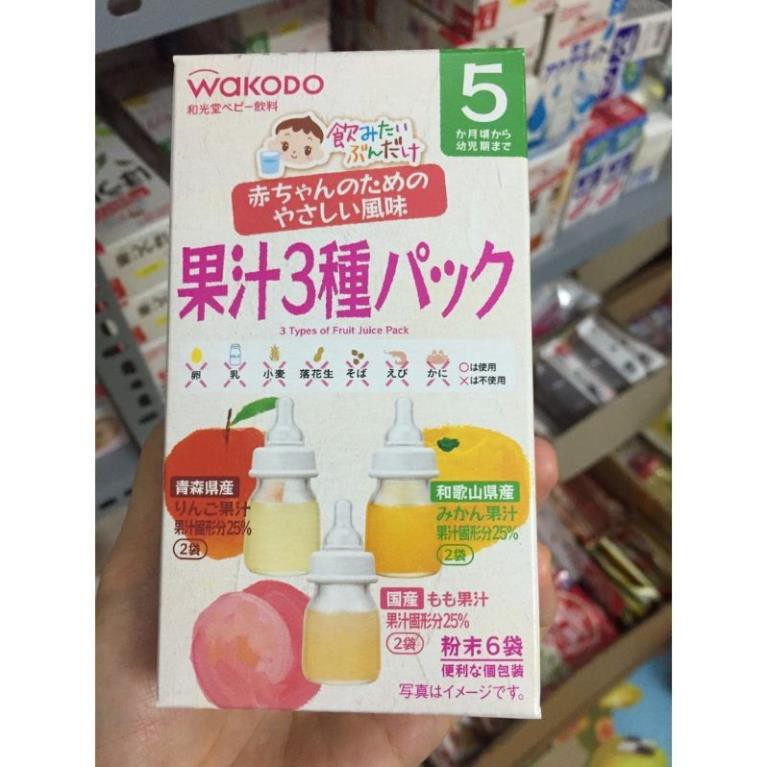 wakodo
和光堂ベビー飲料
5
か月頃から
幼児期まで
飲みたい
ぶんだけ
赤ちゃんのための
やさしい風味
果汁3種パック
3 Types of Fruit Juice Pack
卵 乳 小麦 落花生 そば えび かに
○は使用
×は不使用
青森県産
りんご果汁
果汁固形分25%
2袋
和歌山県産
みかん果汁
果汁固形分25%
2袋
国産 もも果汁
果汁固形分25%
2袋
粉末6袋
便利な個包装
写真はイメージです。